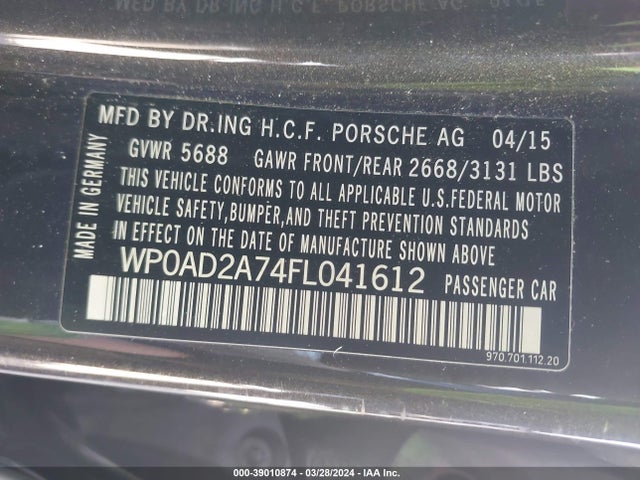 MFD BY DR.ING H.C.F. PORSCHE AG 04/15
GVWR 5688 GAWR FRONT/REAR 2668/3131 LBS
THIS VEHICLE CONFORMS TO ALL APPLICABLE U.S.FEDERAL MOTOR
VEHICLE SAFETY,BUMPER,AND THEFT PREVENTION STANDARDS
IN EFFECT ON THE DATE OF MANUFACTURE SHOWN ABOVE
WP0AD2A74FL041612 PASSENGER CAR
MADE IN GERMANY
970.701.112.20
000-39010874 | 03/28/2024 | IAA Inc.